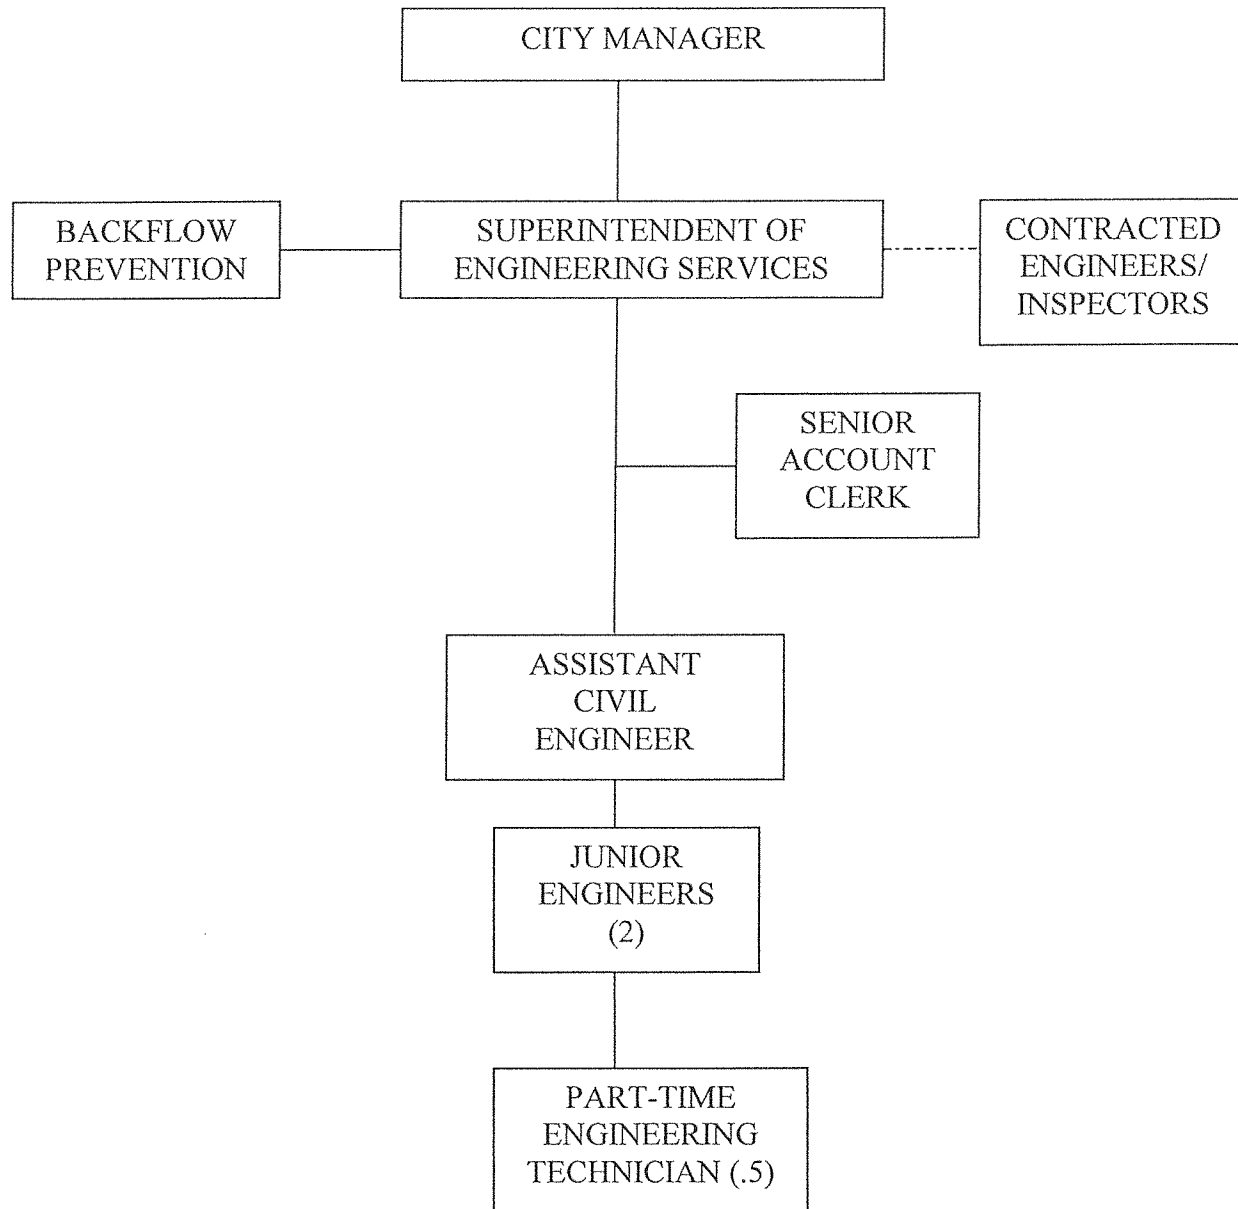 CITY MANAGER
BACKFLOW
PREVENTION
SUPERINTENDENT OF
ENGINEERING SERVICES
CONTRACTED
ENGINEERS/
INSPECTORS
SENIOR
ACCOUNT
CLERK
ASSISTANT
CIVIL
ENGINEER
JUNIOR
ENGINEERS
(2)
PART-TIME
ENGINEERING
TECHNICIAN (.5)